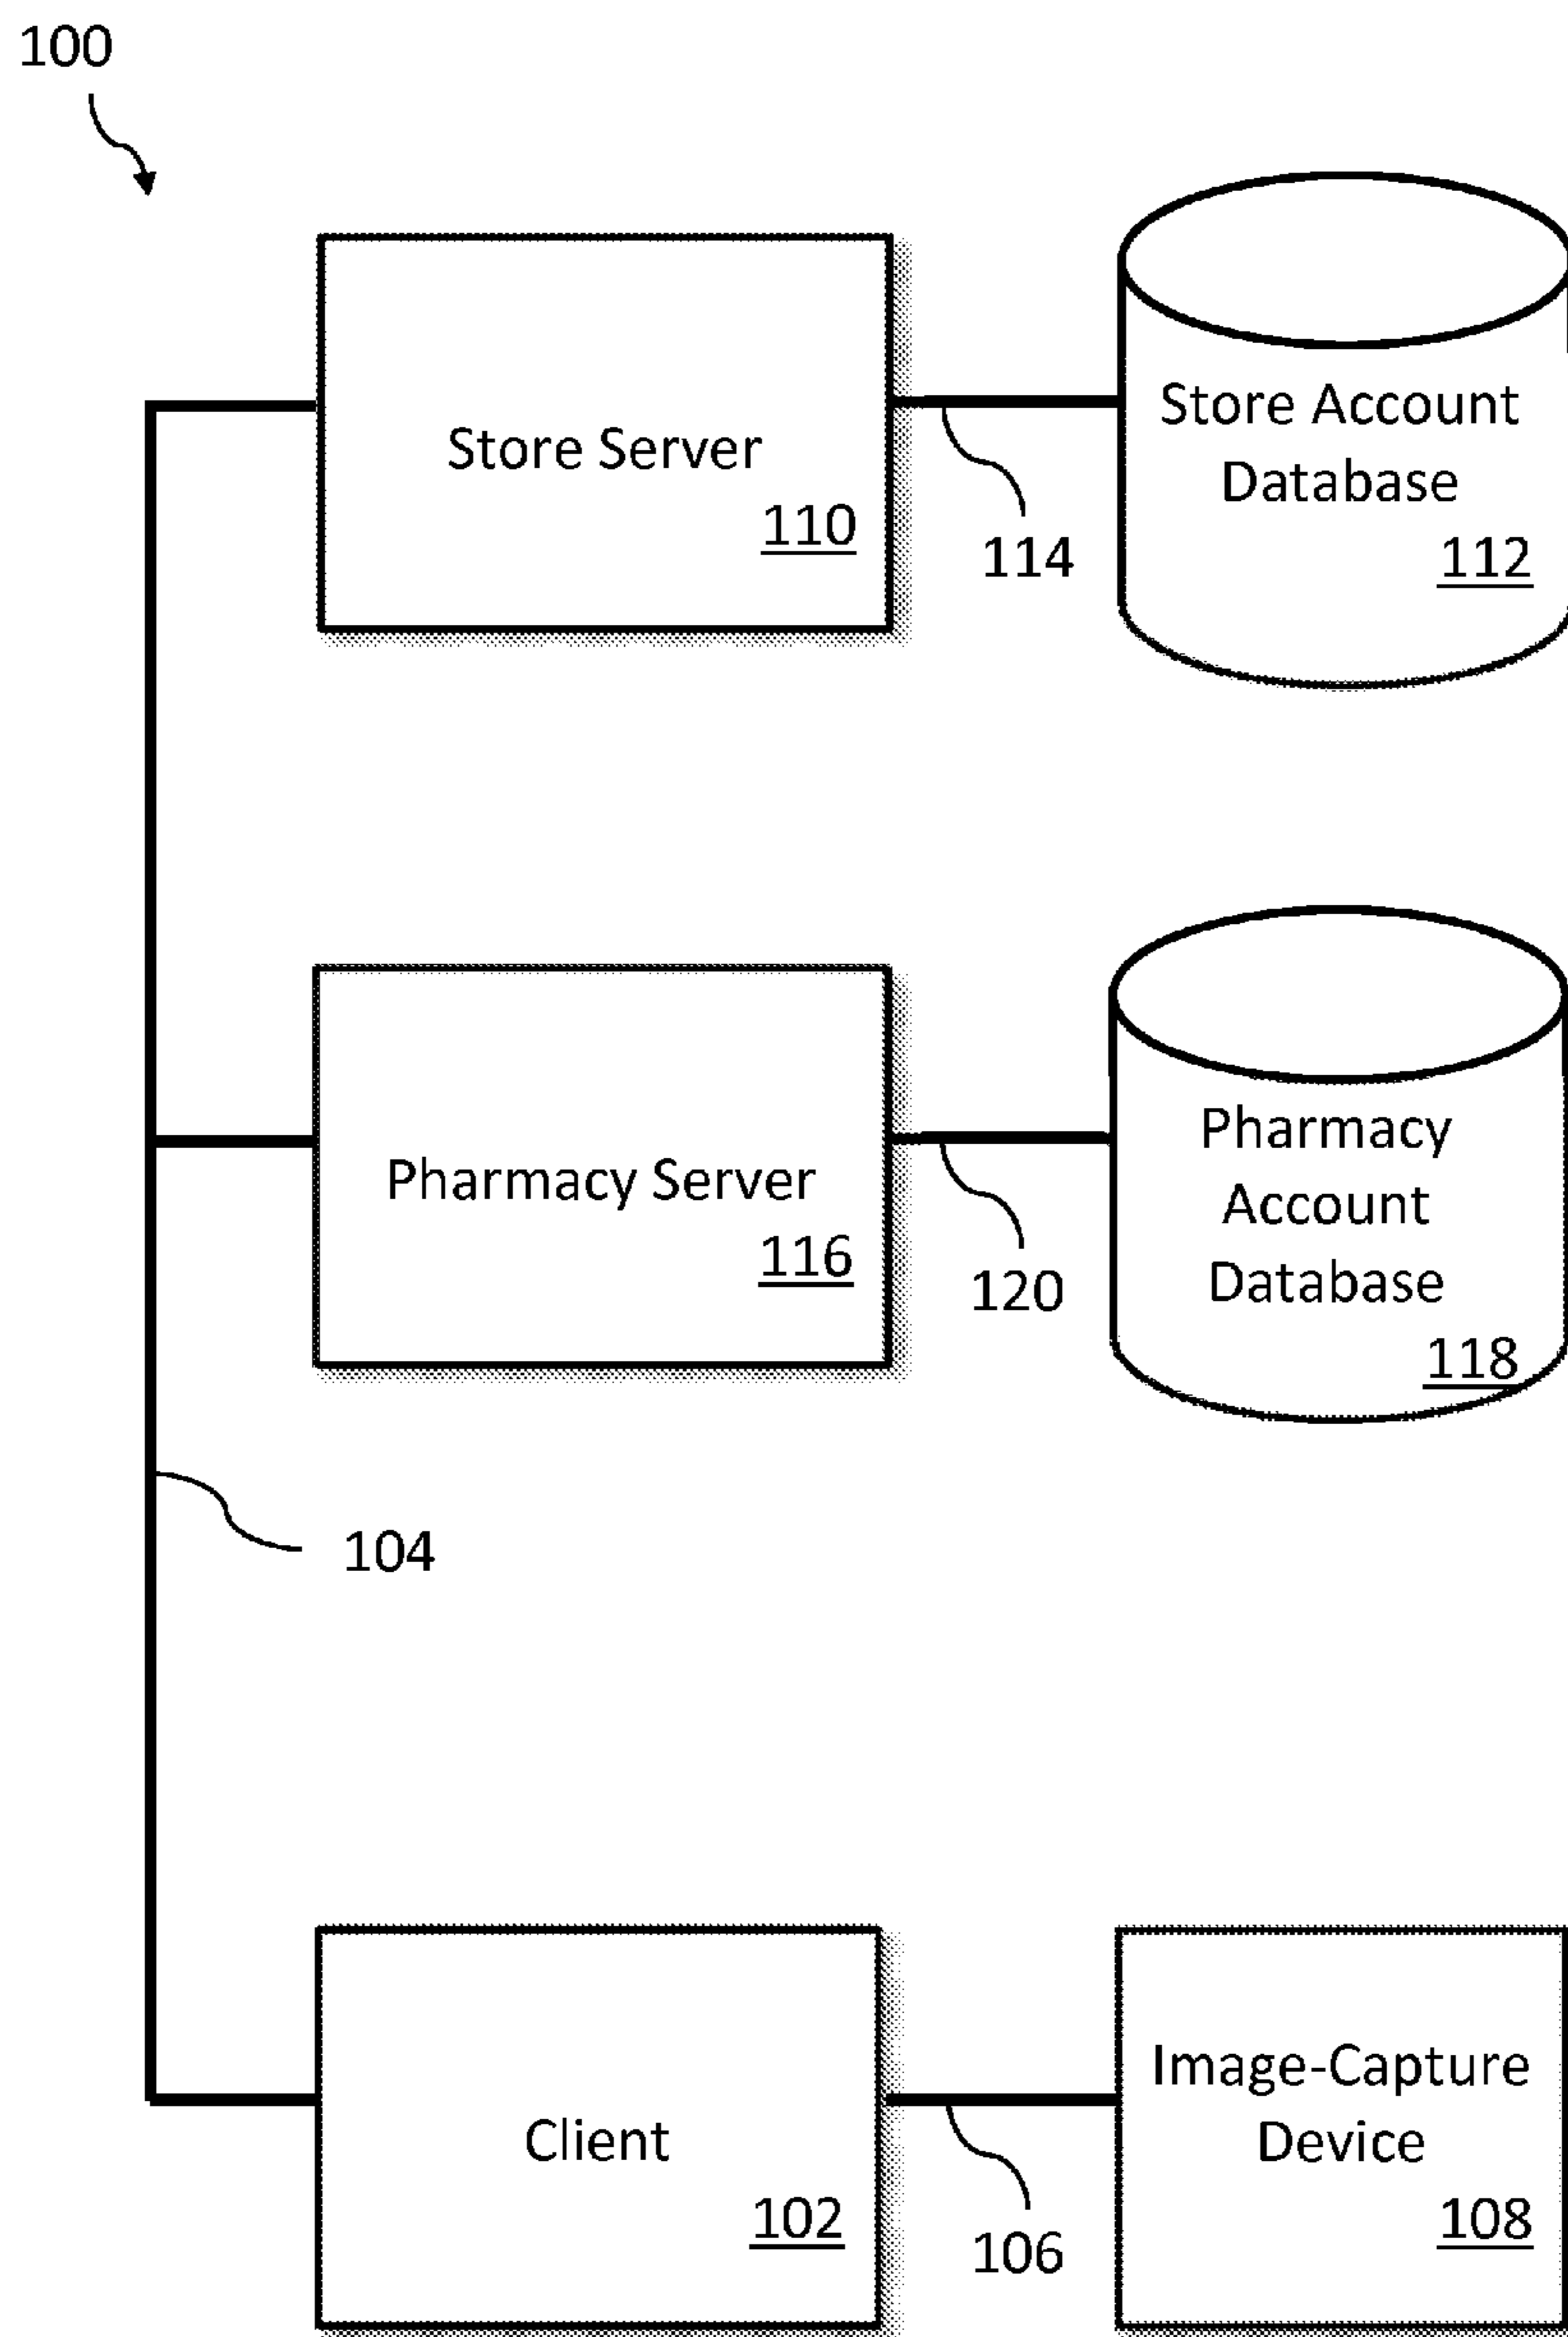 100
Store Server
110
114
Store Account
Database
112
Pharmacy Server
116
120
Pharmacy
Account
Database
118
104
Client
102
106
Image-Capture
Device
108